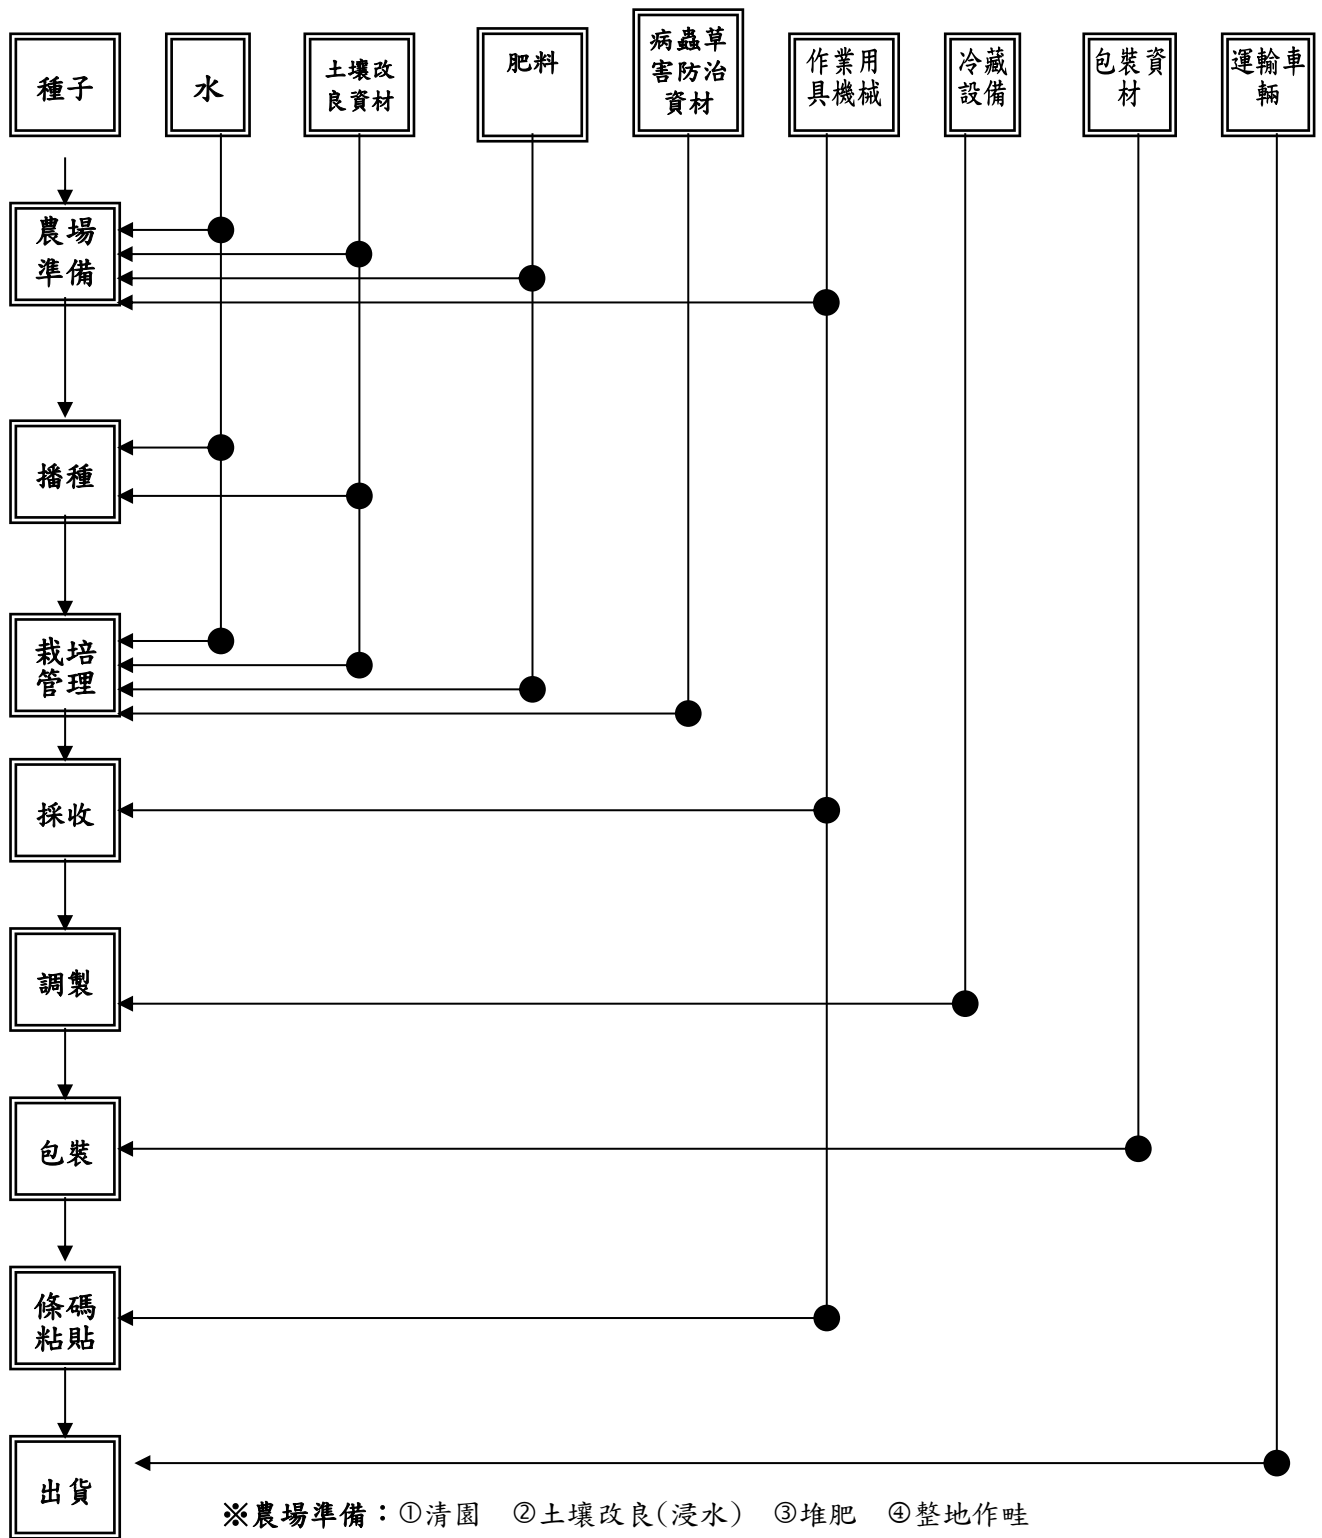 種子
水
土壤改
良資材
肥料
病蟲草
害防治
資材
作業用
具機械
冷藏
設備
包裝資
材
運輸車
輛
農場
準備
播種
栽培
管理
採收
調製
包裝
條碼
粘貼
出貨
※農場準備：①清園 ②土壤改良(浸水) ③堆肥 ④整地作畦